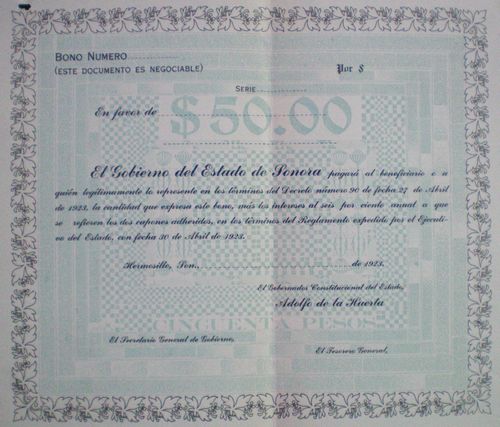 BONO NUMERO....................
(ESTE DOCUMENTO ES NEGOCIABLE)
Por $
SERIE....................
En favor de
$ 50.00
El Gobierno del Estado de Sonora pagará al beneficiario o a
quién legítimamente lo represente en los términos del Decreto número 90 de fecha 27 de Abril
de 1923, la cantidad que expresa este bono, más los intereses al seis por ciento anual a que
se refieren los dos cupones adheridos, en los términos del Reglamento expedido por el Ejecuti-
vo del Estado, con fecha 30 de Abril de 1923.
Hermosillo, Son.,....................de 1923.
El Gobernador Constitucional del Estado,
Adolfo de la Huerta
CINCUENTA PESOS
El Secretario General de Gobierno,
El Tesorero General,